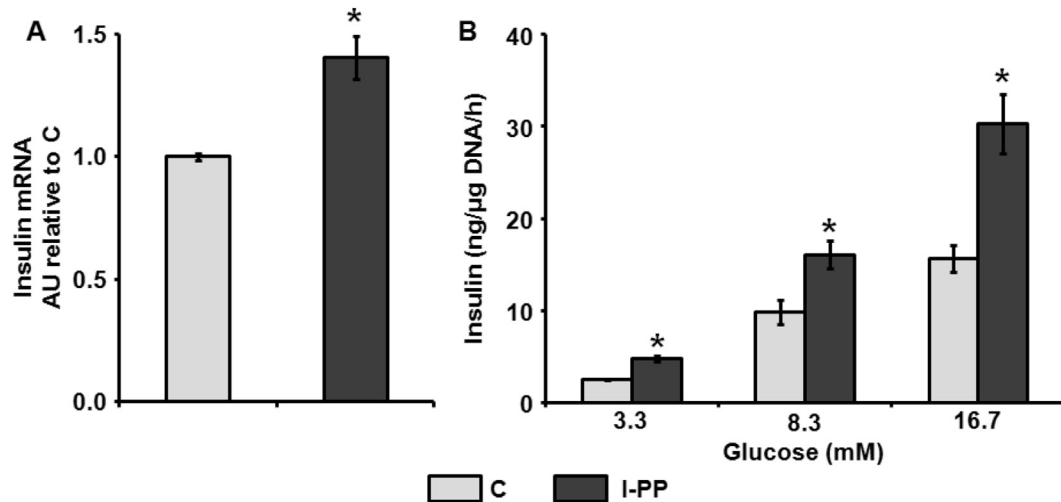 A
Insulin mRNA
AU relative to C
1.5
1.0
0.5
0.0
*
B
Insulin (ng/µg DNA/h)
40
30
20
10
0
*
*
*
3.3
8.3
16.7
Glucose (mM)
C
I-PP